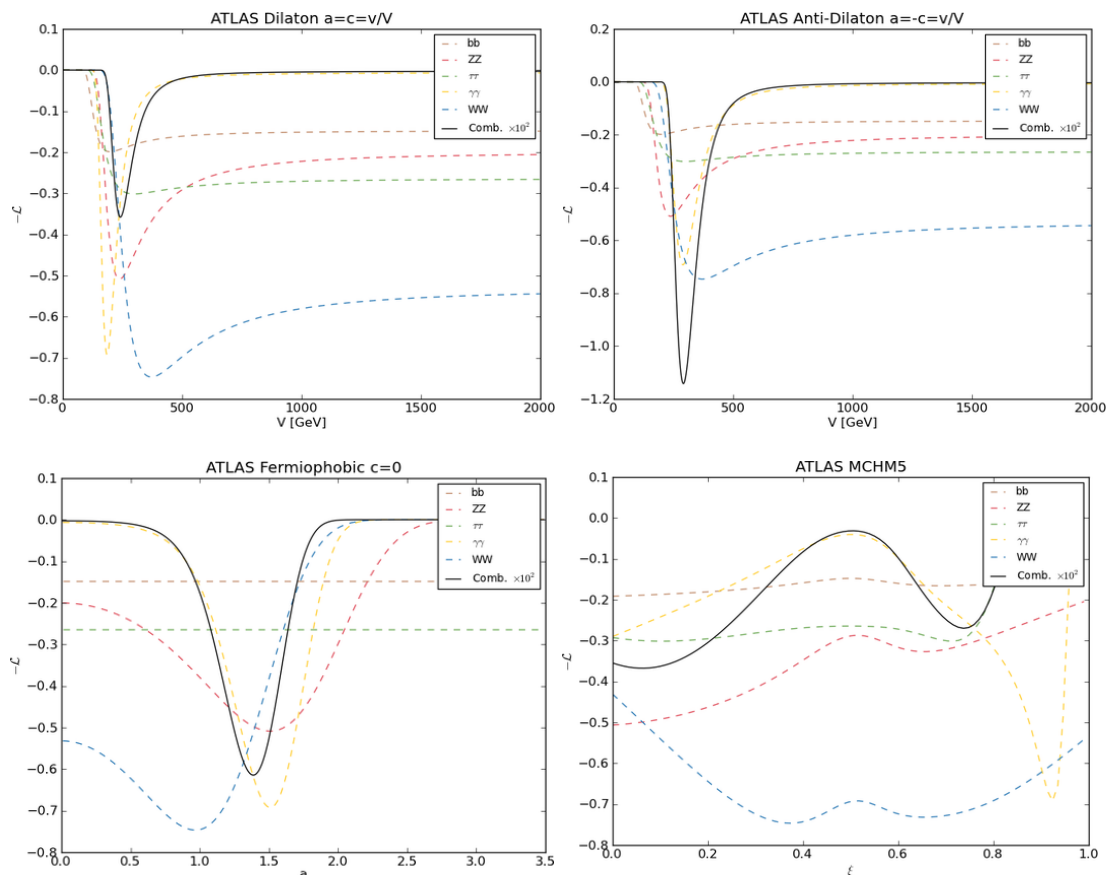 ATLAS Dilaton a=c=v/V
0.1
0.0
−0.1
−0.2
−0.3
−0.4
−0.5
−0.6
−0.7
−0.8
−ℒ
0
500
1000
1500
2000
V [GeV]
bb
ZZ
ττ
γγ
WW
Comb. ×10²
ATLAS Anti-Dilaton a=-c=v/V
0.2
0.0
−0.2
−0.4
−0.6
−0.8
−1.0
−1.2
−ℒ
0
500
1000
1500
2000
V [GeV]
bb
ZZ
ττ
γγ
WW
Comb. ×10²
ATLAS Fermiophobic c=0
0.1
0.0
−0.1
−0.2
−0.3
−0.4
−0.5
−0.6
−0.7
−0.8
−ℒ
0.0
0.5
1.0
1.5
2.0
2.5
3.0
3.5
a
bb
ZZ
ττ
γγ
WW
Comb. ×10²
ATLAS MCHM5
0.1
0.0
−0.1
−0.2
−0.3
−0.4
−0.5
−0.6
−0.7
−0.8
−ℒ
0.0
0.2
0.4
0.6
0.8
1.0
ξ
bb
ZZ
ττ
γγ
WW
Comb. ×10²